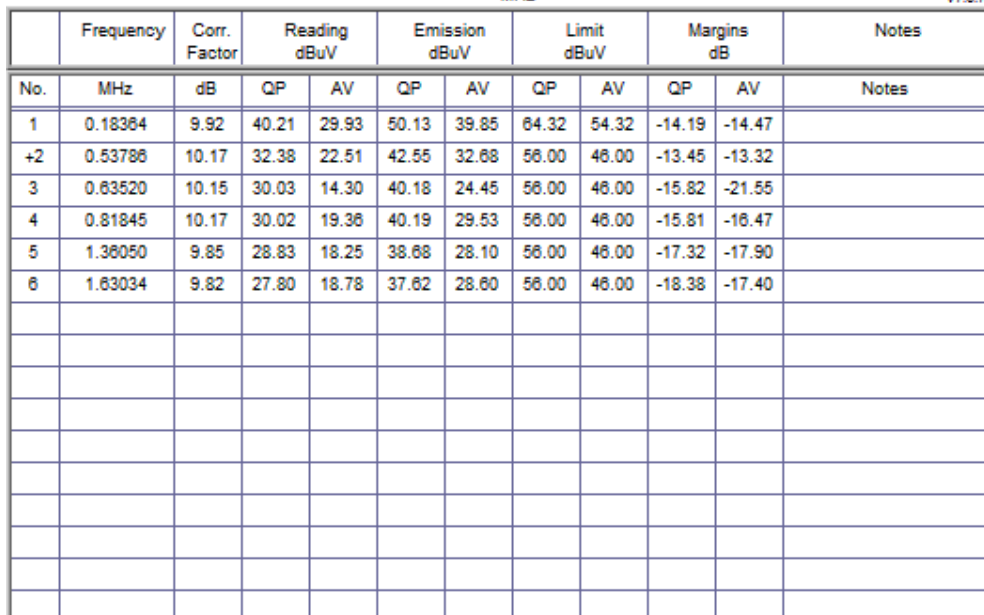 Frequency Corr. Factor Reading dBuV Emission dBuV Limit dBuV Margins dB Notes
No. MHz dB QP AV QP AV QP AV QP AV Notes
1 0.18364 9.92 40.21 29.93 50.13 39.85 64.32 54.32 -14.19 -14.47
+2 0.53786 10.17 32.38 22.51 42.55 32.68 56.00 46.00 -13.45 -13.32
3 0.63520 10.15 30.03 14.30 40.18 24.45 56.00 46.00 -15.82 -21.55
4 0.81845 10.17 30.02 19.36 40.19 29.53 56.00 46.00 -15.81 -16.47
5 1.36050 9.85 28.83 18.25 38.68 28.10 56.00 46.00 -17.32 -17.90
6 1.63034 9.82 27.80 18.78 37.62 28.60 56.00 46.00 -18.38 -17.40